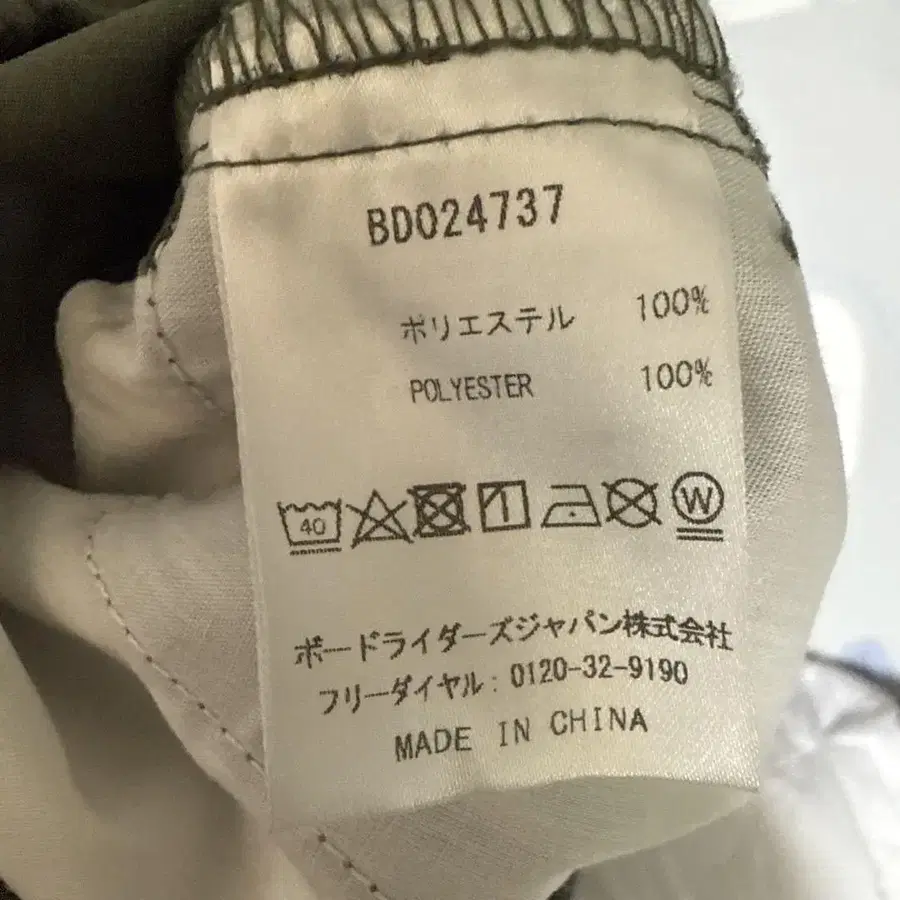 BD024737
ポリエステル 100%
POLYESTER 100%
40 W
ボードライダーズジャパン株式会社
フリーダイヤル：0120-32-9190
MADE IN CHINA